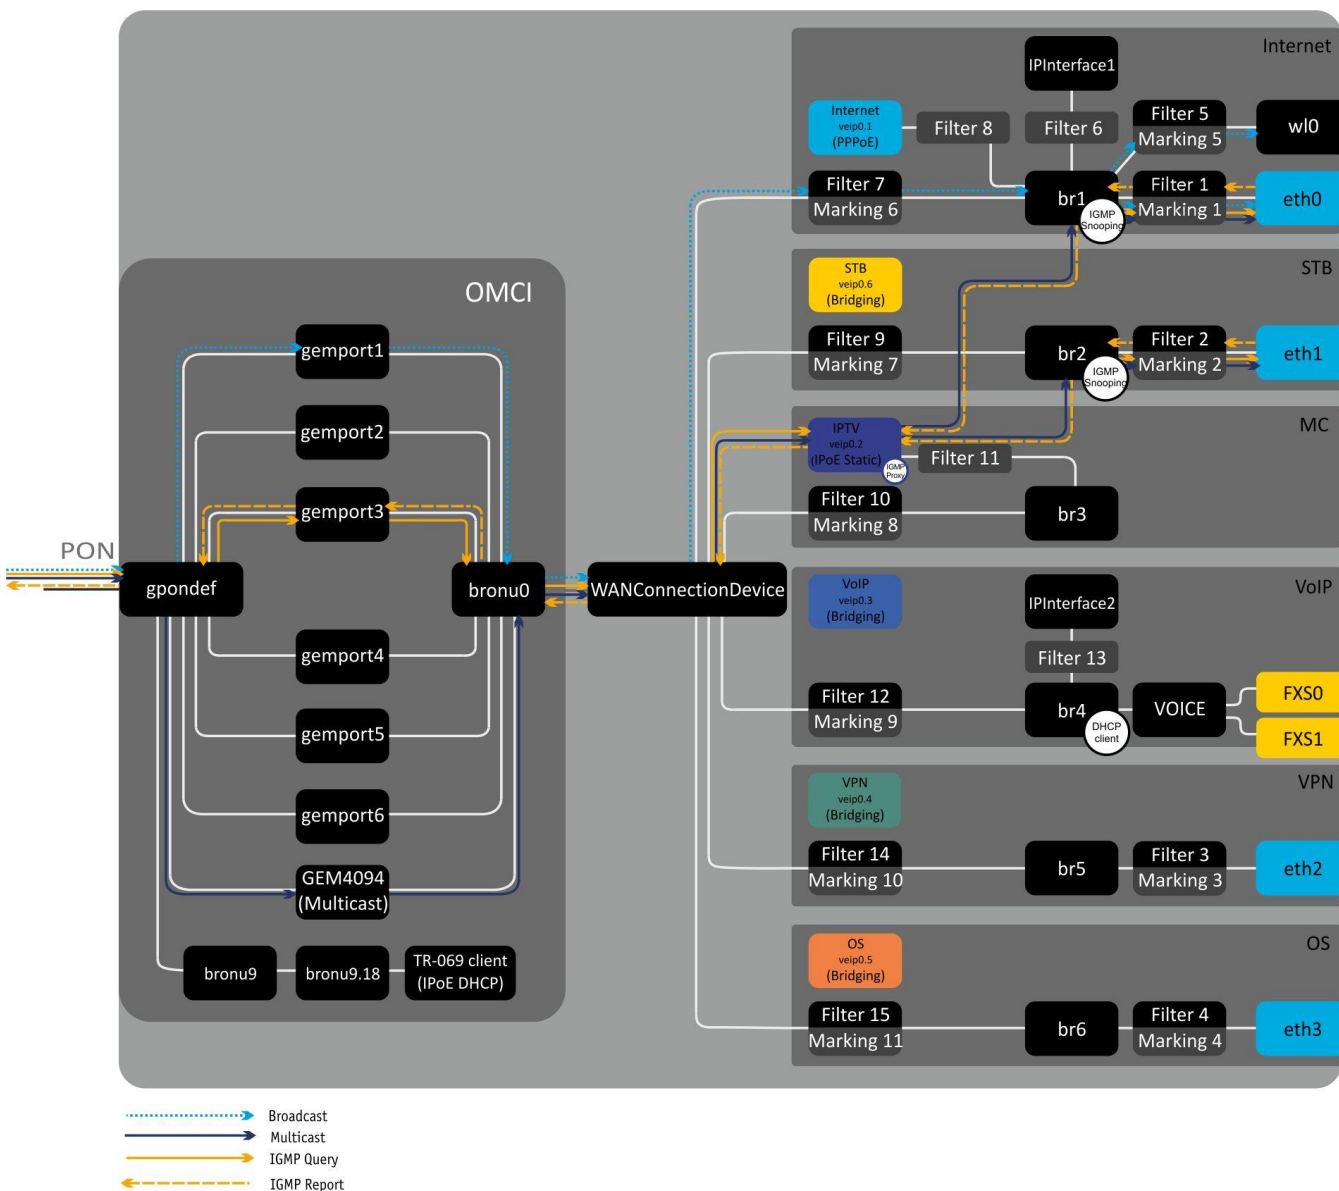 Internet
IPInterface1
Internet
veip0.1
(PPPoE)
Filter 8
Filter 6
Filter 5
Marking 5
wl0
Filter 7
Marking 6
br1
IGMP
Snooping
Filter 1
Marking 1
eth0
STB
STB
veip0.6
(Bridging)
Filter 9
Marking 7
br2
IGMP
Snooping
Filter 2
Marking 2
eth1
MC
IPTV
veip0.2
(IPoE Static)
IGMP
Proxy
Filter 11
Filter 10
Marking 8
br3
OMCI
gemport1
gemport2
gemport3
PON
gpondef
bronu0
WANConnectionDevice
gemport4
gemport5
gemport6
GEM4094
(Multicast)
bronu9
bronu9.18
TR-069 client
(IPoE DHCP)
VoIP
VoIP
veip0.3
(Bridging)
IPInterface2
Filter 13
Filter 12
Marking 9
br4
DHCP
client
VOICE
FXS0
FXS1
VPN
VPN
veip0.4
(Bridging)
Filter 14
Marking 10
br5
Filter 3
Marking 3
eth2
OS
OS
veip0.5
(Bridging)
Filter 15
Marking 11
br6
Filter 4
Marking 4
eth3
Broadcast
Multicast
IGMP Query
IGMP Report